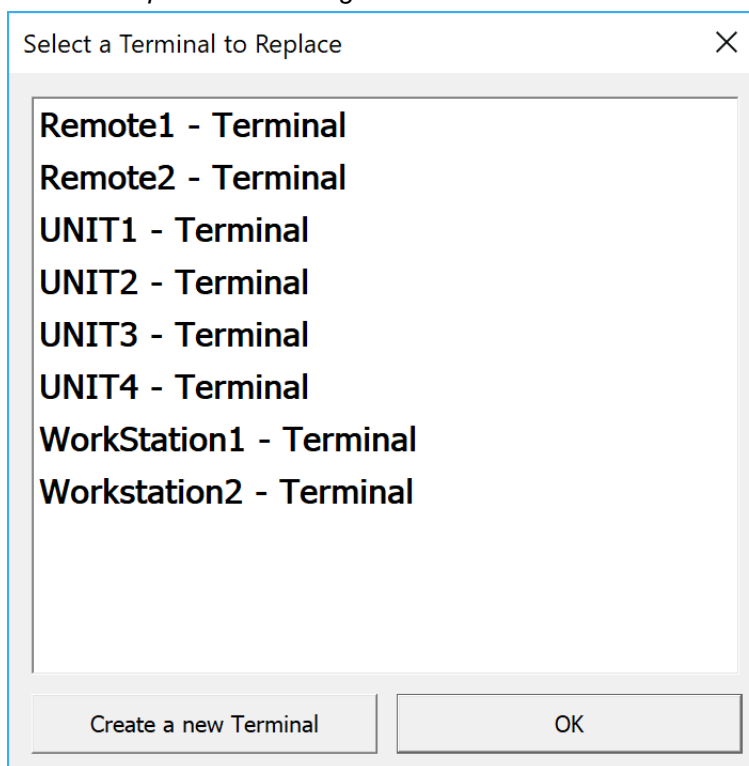 Select a Terminal to Replace
Remote1 - Terminal
Remote2 - Terminal
UNIT1 - Terminal
UNIT2 - Terminal
UNIT3 - Terminal
UNIT4 - Terminal
WorkStation1 - Terminal
Workstation2 - Terminal
Create a new Terminal
OK